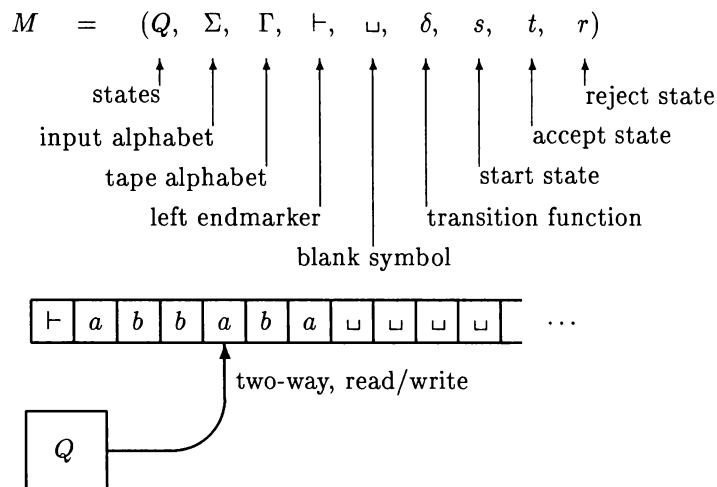 M = (Q, Σ, Γ, ⊢, ␣, δ, s, t, r)
states reject state
input alphabet accept state
tape alphabet start state
left endmarker transition function
blank symbol
⊢ a b b a b a ␣ ␣ ␣ ␣ ···
two-way, read/write
Q